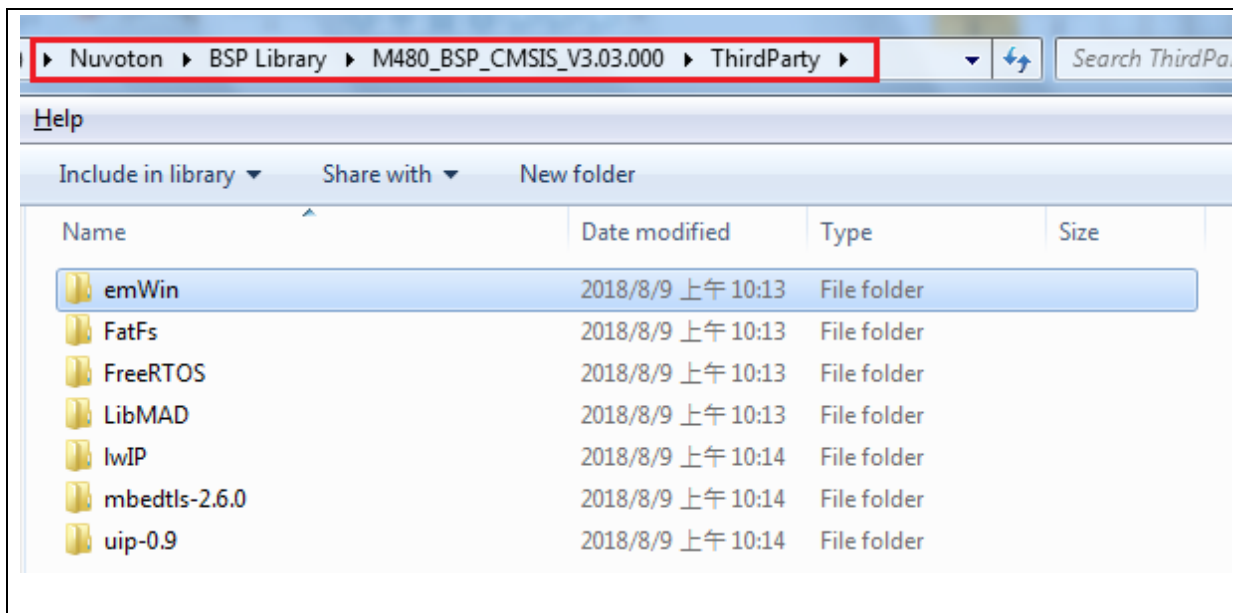 Nuvoton ▸ BSP Library ▸ M480_BSP_CMSIS_V3.03.000 ▸ ThirdParty ▸ Search ThirdPa
Help
Include in library Share with New folder
Name Date modified Type Size
emWin 2018/8/9 上午 10:13 File folder
FatFs 2018/8/9 上午 10:13 File folder
FreeRTOS 2018/8/9 上午 10:13 File folder
LibMAD 2018/8/9 上午 10:13 File folder
lwIP 2018/8/9 上午 10:14 File folder
mbedtls-2.6.0 2018/8/9 上午 10:14 File folder
uip-0.9 2018/8/9 上午 10:14 File folder